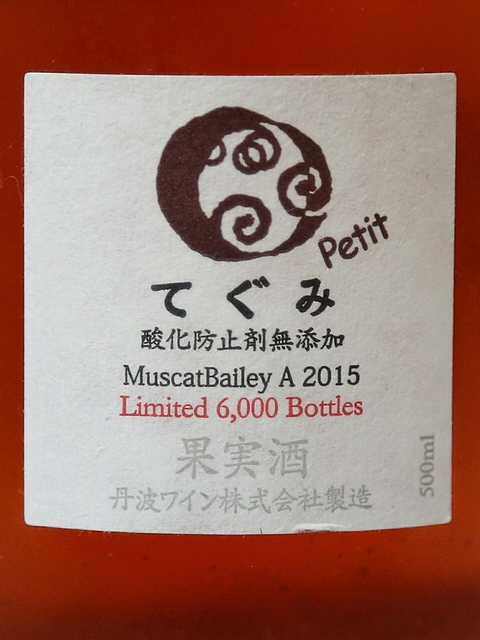 Petit
てぐみ
酸化防止剤無添加
MuscatBailey A 2015
Limited 6,000 Bottles
果実酒
500ml
丹波ワイン株式会社製造